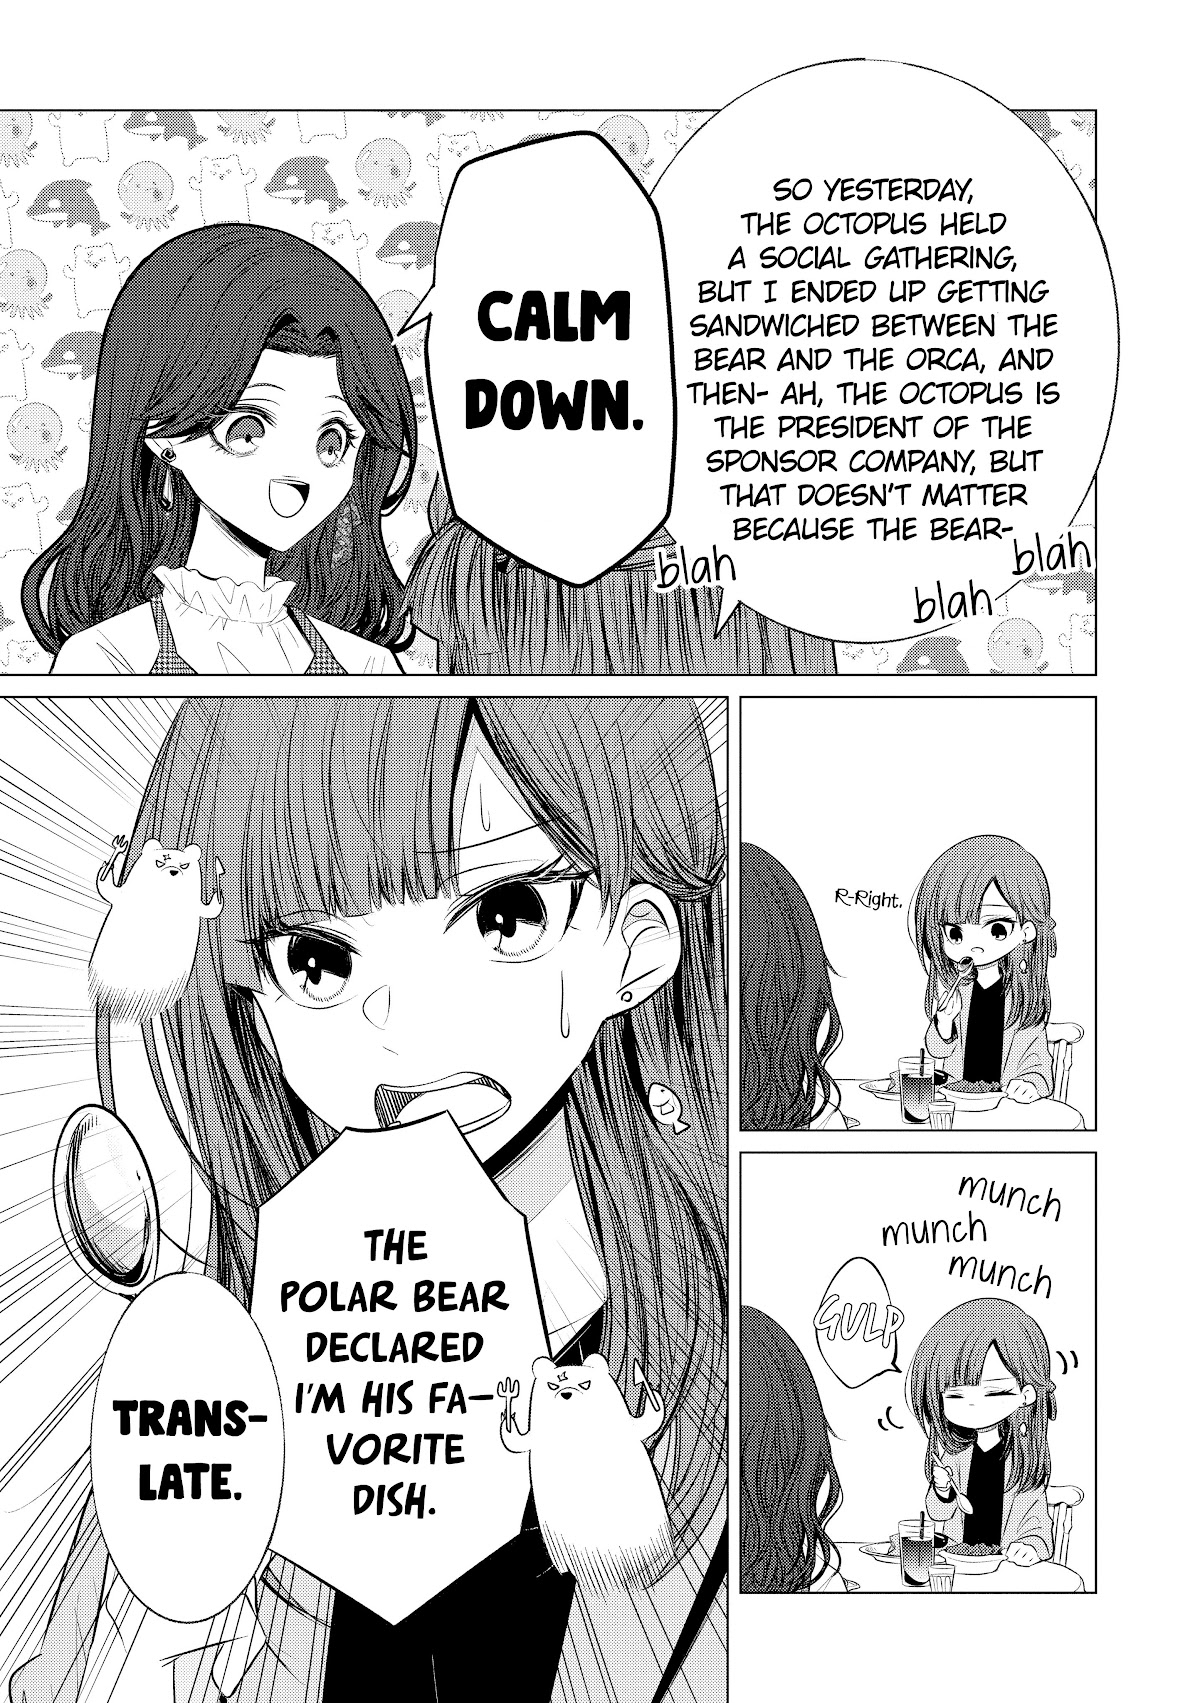 SO YESTERDAY,
THE OCTOPUS HELD
A SOCIAL GATHERING,
BUT I ENDED UP GETTING
SANDWICHED BETWEEN THE
BEAR AND THE ORCA, AND
THEN- AH, THE OCTOPUS IS
THE PRESIDENT OF THE
SPONSOR COMPANY, BUT
THAT DOESN'T MATTER
BECAUSE THE BEAR-
blah
blah
blah
CALM
DOWN.
R-Right.
munch
munch
munch
GULP
THE
POLAR BEAR
DECLARED
I'M HIS FA-
VORITE
DISH.
TRANS-
LATE.